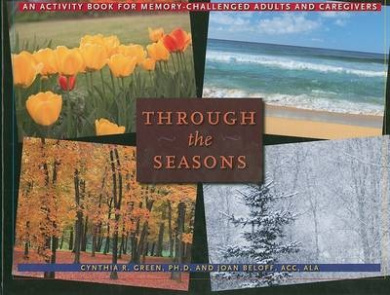 AN ACTIVITY BOOK FOR MEMORY-CHALLENGED ADULTS AND CAREGIVERS
THROUGH
the
SEASONS
CYNTHIA R. GREEN, PH.D. AND JOAN BELOFF, ACC, ALA